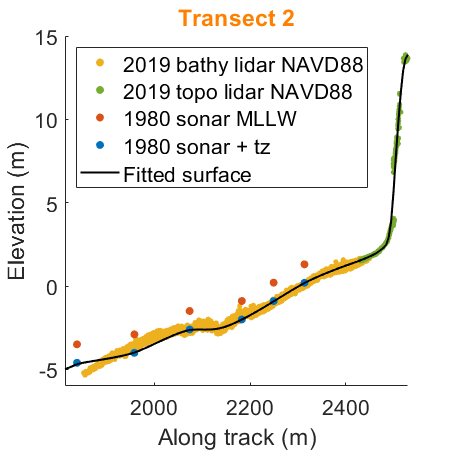 Transect 2
15
10
5
0
-5
Elevation (m)
2019 bathy lidar NAVD88
2019 topo lidar NAVD88
1980 sonar MLLW
1980 sonar + tz
Fitted surface
2000 2200 2400
Along track (m)